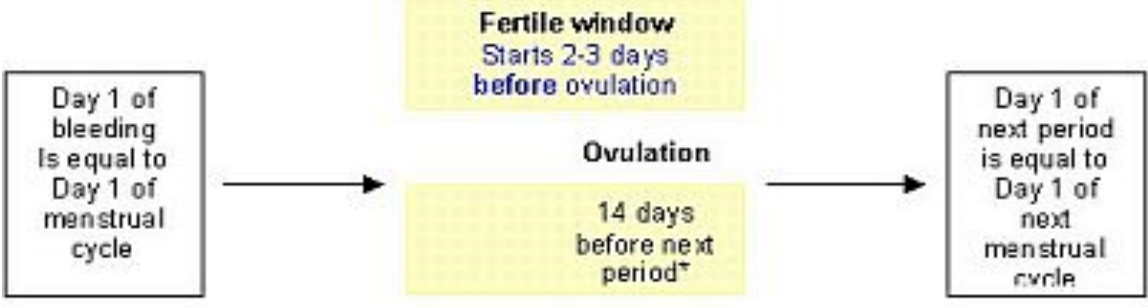 Day 1 of
bleeding
Is equal to
Day 1 of
menstrual
cycle
Fertile window
Starts 2-3 days
before ovulation
Ovulation
14 days
before next
period*
Day 1 of
next period
is equal to
Day 1 of
next
menstrual
cycle